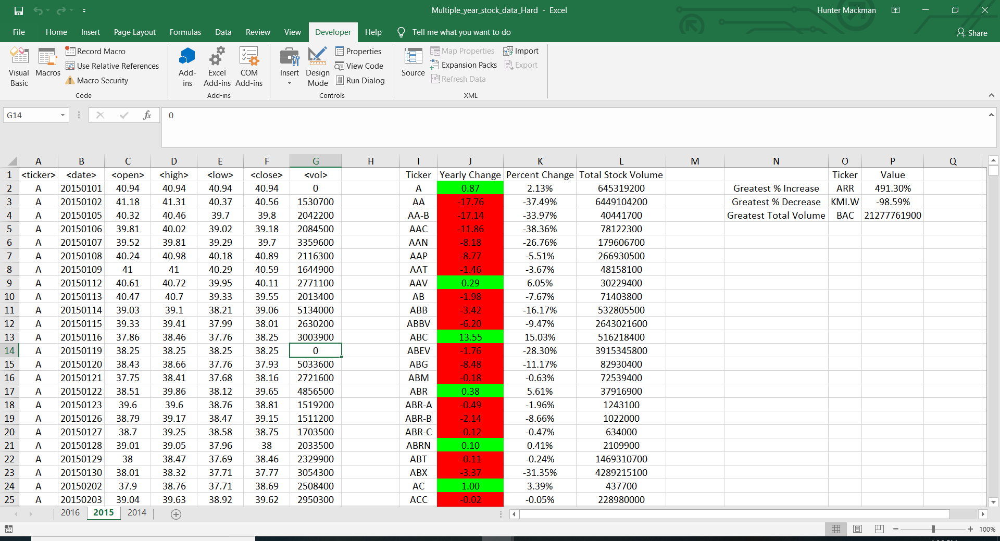 Multiple_year_stock_data_Hard - Excel
Hunter Mackman
File Home Insert Page Layout Formulas Data Review View Developer Help Tell me what you want to do Share
Visual Basic
Macros
Record Macro
Use Relative References
Macro Security
Code
Add-ins
Excel Add-ins
COM Add-ins
Add-ins
Insert
Design Mode
Properties
View Code
Run Dialog
Controls
Source
Map Properties
Expansion Packs
Refresh Data
Import
Export
XML
G14 fx 0
A B C D E F G H I J K L M N O P Q
1 <ticker> <date> <open> <high> <low> <close> <vol> Ticker Yearly Change Percent Change Total Stock Volume Ticker Value
2 A 20150101 40.94 40.94 40.94 40.94 0 A 0.87 2.13% 645319200 Greatest % Increase ARR 491.30%
3 A 20150102 41.18 41.31 40.37 40.56 1530700 AA -17.76 -37.49% 6449104200 Greatest % Decrease KMI.W -98.59%
4 A 20150105 40.32 40.46 39.7 39.8 2042200 AA-B -17.14 -33.97% 40441700 Greatest Total Volume BAC 21277761900
5 A 20150106 39.81 40.02 39.02 39.18 2084500 AAC -11.86 -38.36% 78122300
6 A 20150107 39.52 39.81 39.29 39.7 3359600 AAN -8.18 -26.76% 179606700
7 A 20150108 40.24 40.98 40.18 40.89 2116300 AAP -8.77 -5.51% 266930500
8 A 20150109 41 41 40.29 40.59 1644900 AAT -1.46 -3.67% 48158100
9 A 20150112 40.61 40.72 39.95 40.11 2771100 AAV 0.29 6.05% 30229400
10 A 20150113 40.47 40.7 39.33 39.55 2013400 AB -1.98 -7.67% 71403800
11 A 20150114 39.03 39.1 38.21 39.06 5134000 ABB -3.42 -16.17% 532805500
12 A 20150115 39.33 39.41 37.99 38.01 2630200 ABBV -6.20 -9.47% 2643021600
13 A 20150116 37.86 38.46 37.76 38.25 3003900 ABC 13.55 15.03% 516218400
14 A 20150119 38.25 38.25 38.25 38.25 0 ABEV -1.76 -28.30% 3915345800
15 A 20150120 38.43 38.66 37.76 37.93 5033600 ABG -8.48 -11.17% 82930400
16 A 20150121 37.75 38.41 37.68 38.16 2721600 ABM -0.18 -0.63% 72539400
17 A 20150122 38.51 39.86 38.12 39.65 4856500 ABR 0.38 5.61% 37916900
18 A 20150123 39.6 39.6 38.76 38.81 1519200 ABR-A -0.49 -1.96% 1243100
19 A 20150126 38.79 39.17 38.47 39.15 1511200 ABR-B -2.14 -8.66% 1022000
20 A 20150127 38.7 39.25 38.58 38.75 1703500 ABR-C -0.12 -0.47% 634000
21 A 20150128 39.01 39.05 37.96 38 2033500 ABRN 0.10 0.41% 2109900
22 A 20150129 38 38.47 37.69 38.46 2329900 ABT -0.11 -0.24% 1469310700
23 A 20150130 38.01 38.32 37.71 37.77 3054300 ABX -3.37 -31.35% 4289215100
24 A 20150202 37.9 38.76 37.71 38.69 2508400 AC 1.00 3.39% 437700
25 A 20150203 39.04 39.63 38.92 39.62 2950300 ACC -0.02 -0.05% 228980000
2016 2015 2014
100%